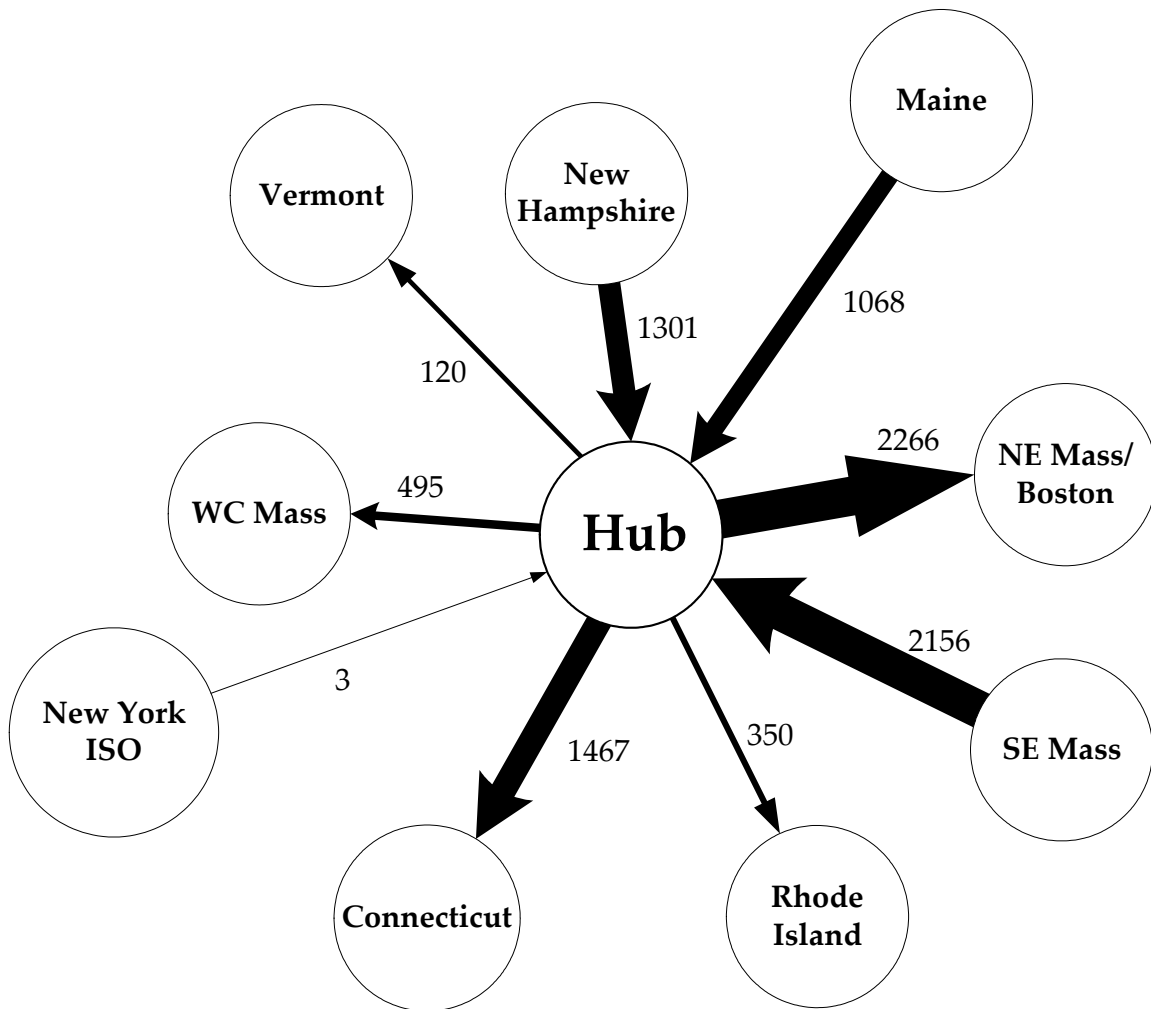 Maine
New
Hampshire
Vermont
1068
1301
120
2266
NE Mass/
Boston
495
WC Mass
Hub
2156
3
New York
ISO
350
1467
SE Mass
Connecticut
Rhode
Island